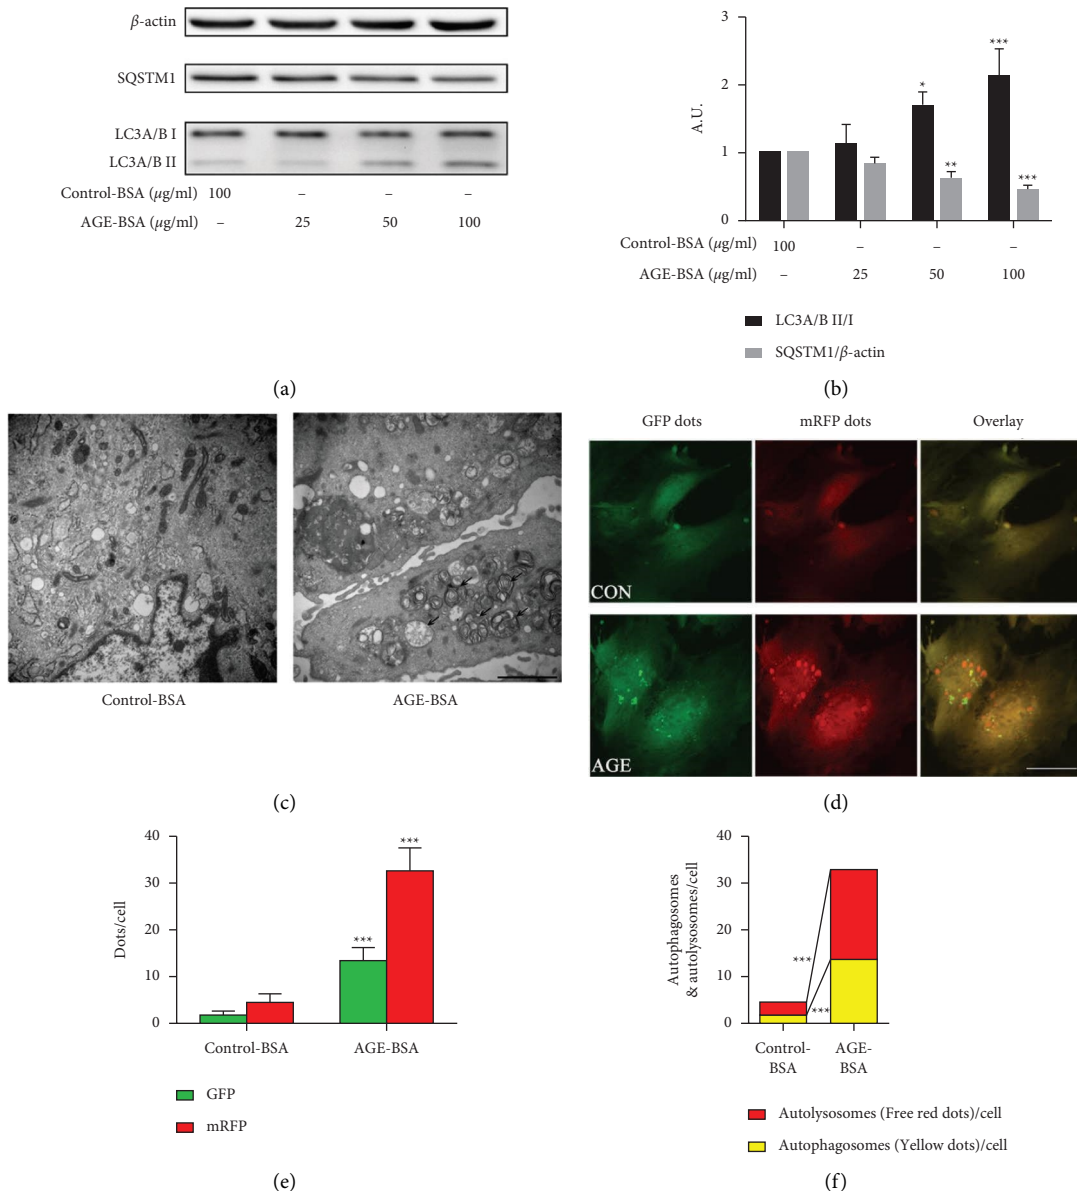 β-actin
SQSTM1
LC3A/B I
LC3A/B II
Control-BSA (μg/ml) 100 – – –
AGE-BSA (μg/ml) – 25 50 100
(a)
3
2
1
0
A.U.
*
**
***
***
Control-BSA (μg/ml) 100 – – –
AGE-BSA (μg/ml) – 25 50 100
LC3A/B II/I
SQSTM1/β-actin
(b)
Control-BSA
AGE-BSA
(c)
GFP dots mRFP dots Overlay
CON
AGE
(d)
40
30
20
10
0
Dots/cell
***
***
Control-BSA AGE-BSA
GFP
mRFP
(e)
40
30
20
10
0
Autophagosomes
& autolysosomes/cell
***
***
Control-
BSA
AGE-
BSA
Autolysosomes (Free red dots)/cell
Autophagosomes (Yellow dots)/cell
(f)